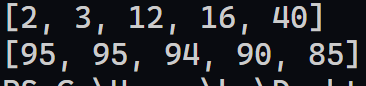 [2, 3, 12, 16, 40]
[95, 95, 94, 90, 85]